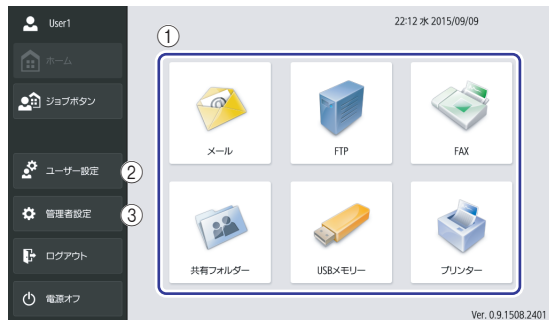 User1
22:12 水 2015/09/09
①
ホーム
ジョブボタン
メール
FTP
FAX
ユーザー設定
②
管理者設定
③
ログアウト
共有フォルダー
USBメモリー
プリンター
電源オフ
Ver. 0.9.1508.2401